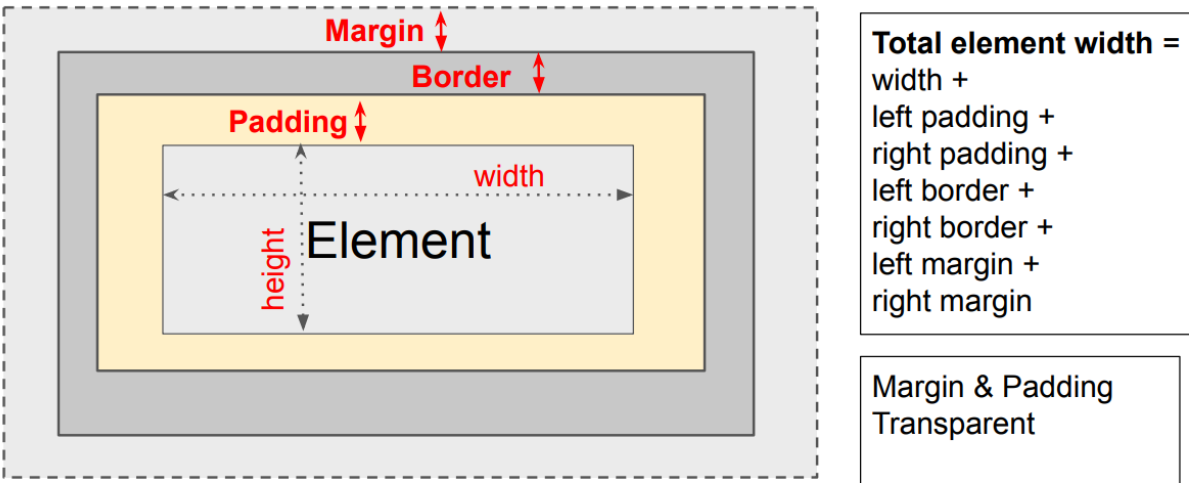 Margin
Border
Padding
width
height
Element
Total element width =
width +
left padding +
right padding +
left border +
right border +
left margin +
right margin
Margin & Padding
Transparent